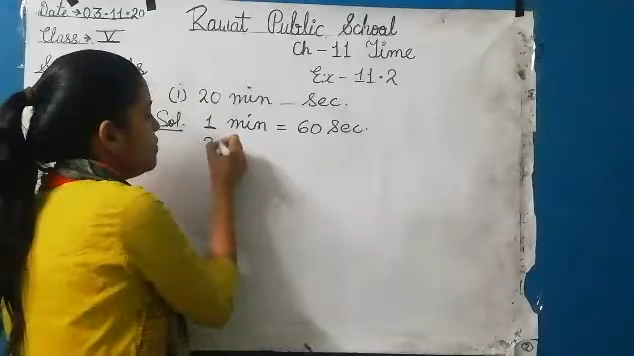 Date → 03-11-20
Rawat Public School
Class → V
Ch - 11 Time
Ex - 11.2
(i) 20 min _ sec.
Sol. 1 min = 60 sec.
2